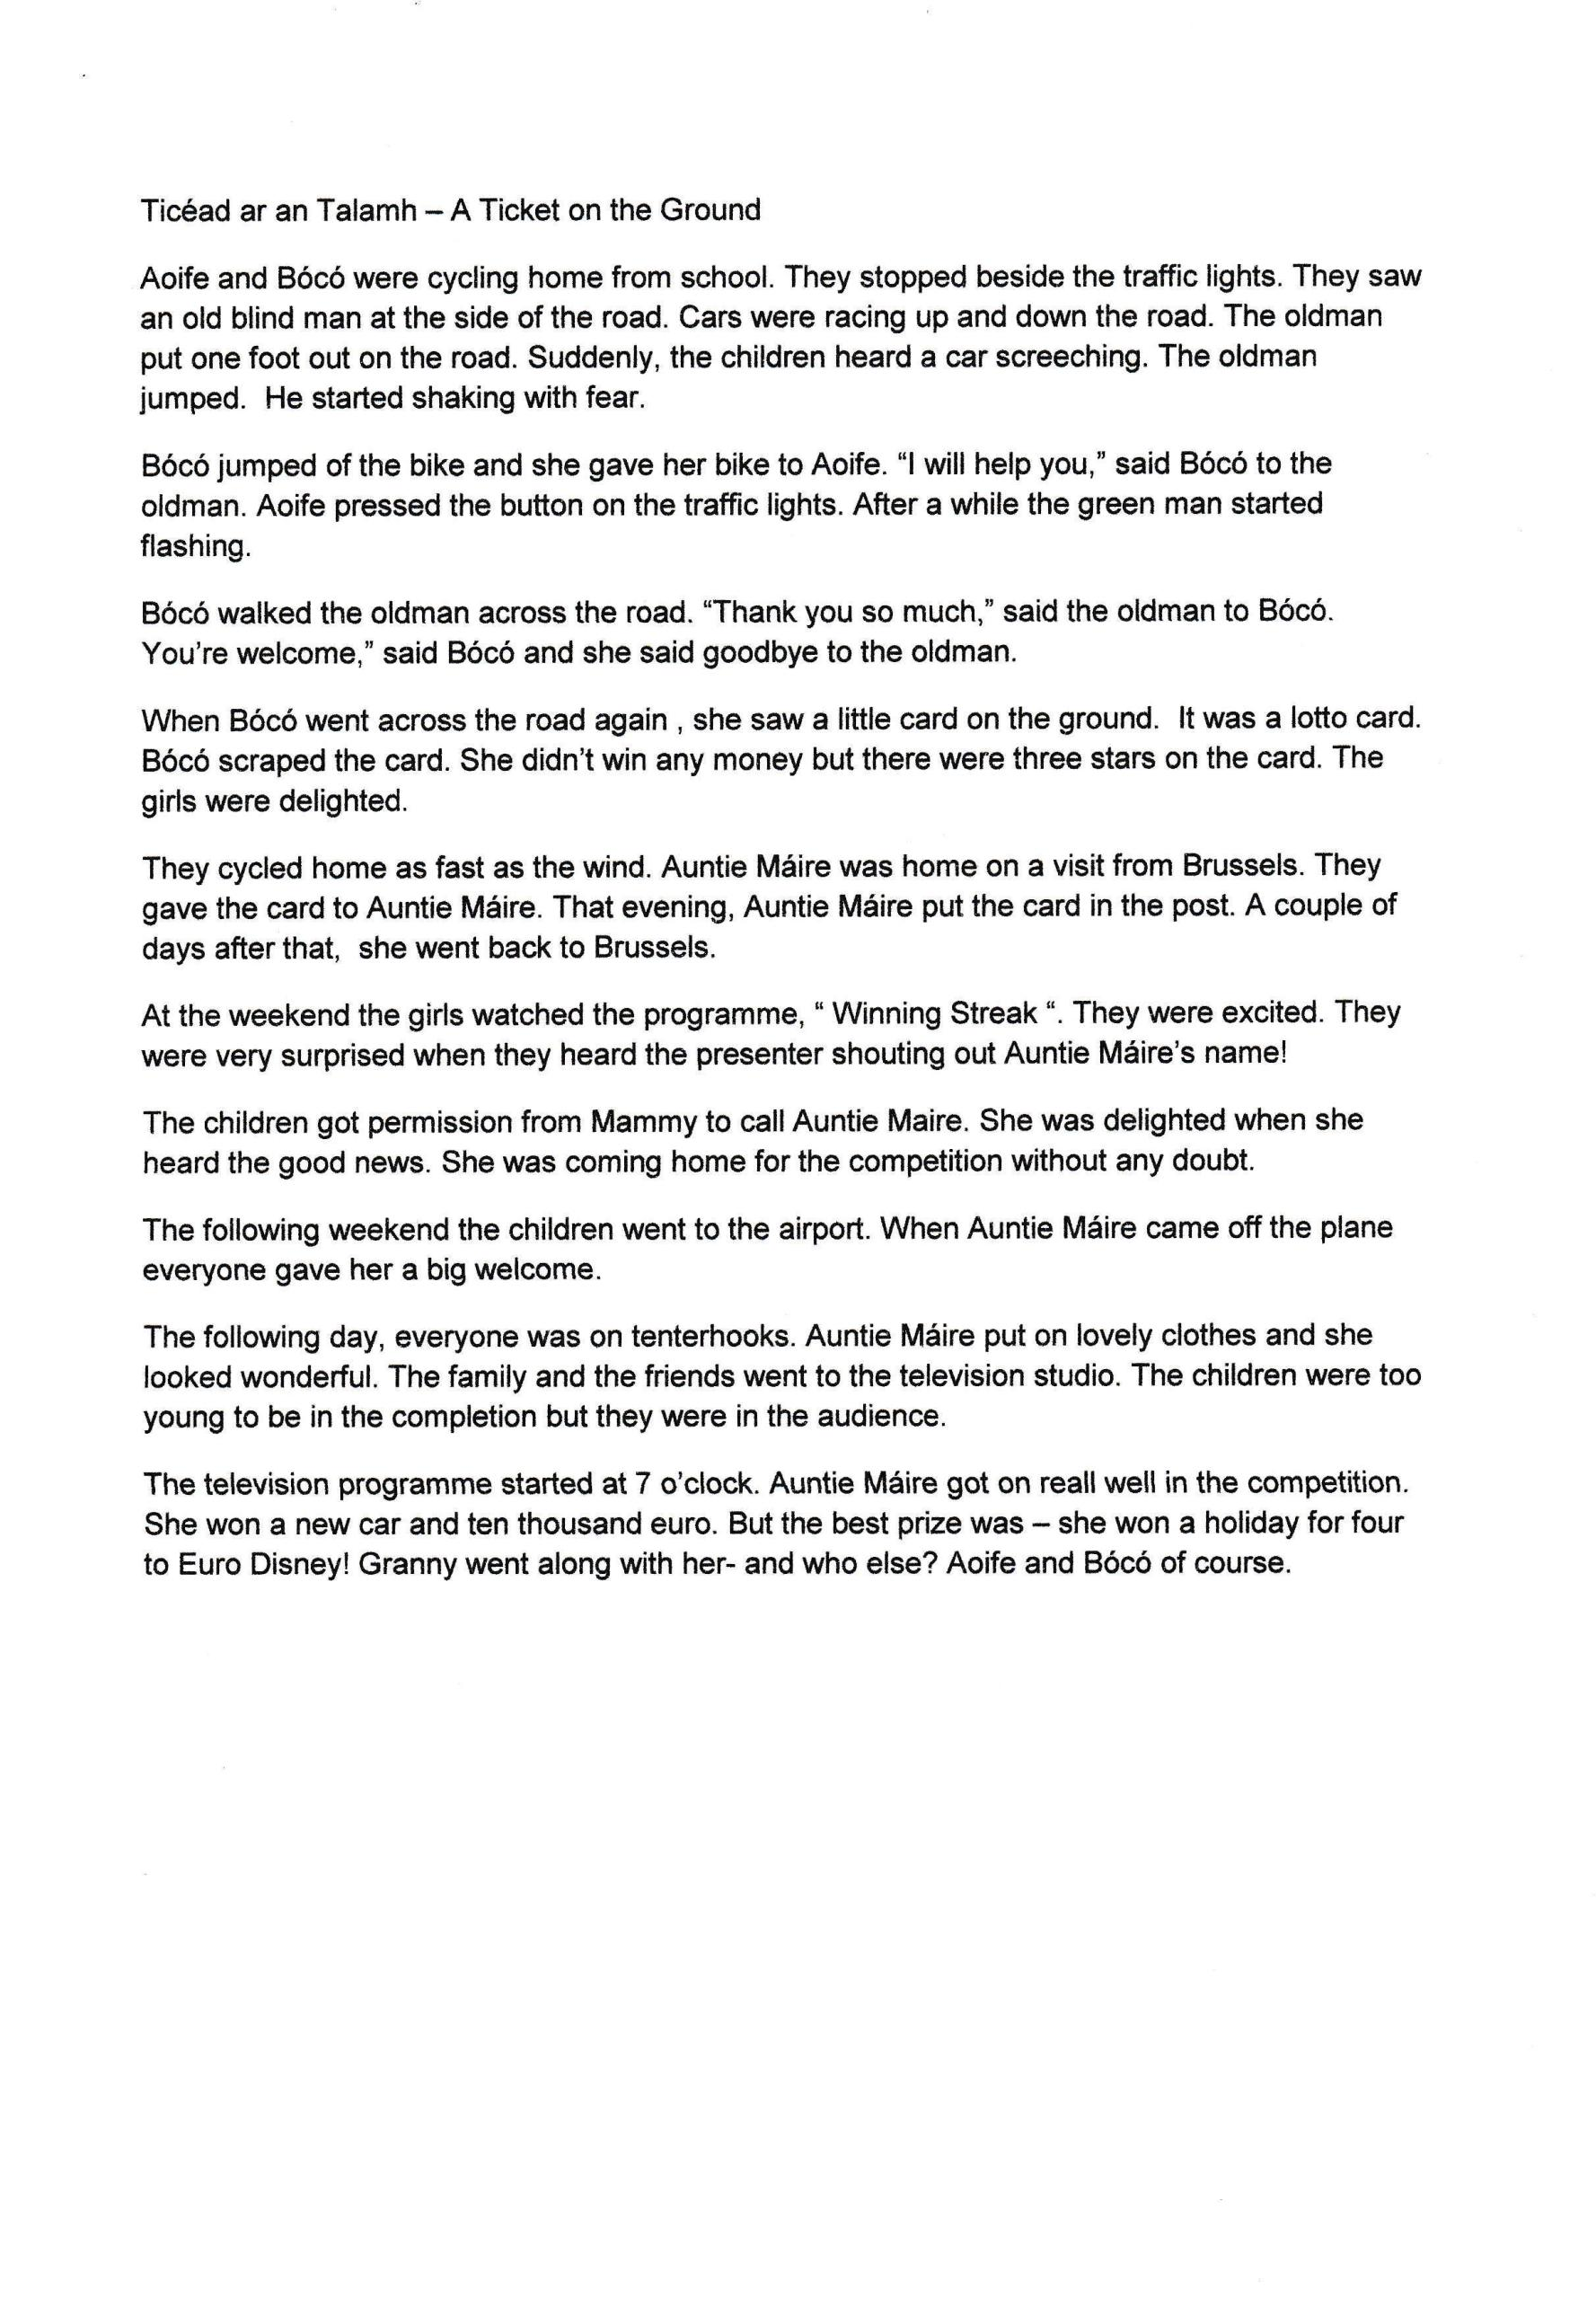 Ticéad ar an Talamh – A Ticket on the Ground
Aoife and Bócó were cycling home from school. They stopped beside the traffic lights. They saw
an old blind man at the side of the road. Cars were racing up and down the road. The oldman
put one foot out on the road. Suddenly, the children heard a car screeching. The oldman
jumped.  He started shaking with fear.
Bócó jumped of the bike and she gave her bike to Aoife. “I will help you,” said Bócó to the
oldman. Aoife pressed the button on the traffic lights. After a while the green man started
flashing.
Bócó walked the oldman across the road. “Thank you so much,” said the oldman to Bócó.
You’re welcome,” said Bócó and she said goodbye to the oldman.
When Bócó went across the road again , she saw a little card on the ground.  It was a lotto card.
Bócó scraped the card. She didn’t win any money but there were three stars on the card. The
girls were delighted.
They cycled home as fast as the wind. Auntie Máire was home on a visit from Brussels. They
gave the card to Auntie Máire. That evening, Auntie Máire put the card in the post. A couple of
days after that,  she went back to Brussels.
At the weekend the girls watched the programme, “ Winning Streak “. They were excited. They
were very surprised when they heard the presenter shouting out Auntie Máire’s name!
The children got permission from Mammy to call Auntie Maire. She was delighted when she
heard the good news. She was coming home for the competition without any doubt.
The following weekend the children went to the airport. When Auntie Máire came off the plane
everyone gave her a big welcome.
The following day, everyone was on tenterhooks. Auntie Máire put on lovely clothes and she
looked wonderful. The family and the friends went to the television studio. The children were too
young to be in the completion but they were in the audience.
The television programme started at 7 o’clock. Auntie Máire got on reall well in the competition.
She won a new car and ten thousand euro. But the best prize was – she won a holiday for four
to Euro Disney! Granny went along with her- and who else? Aoife and Bócó of course.